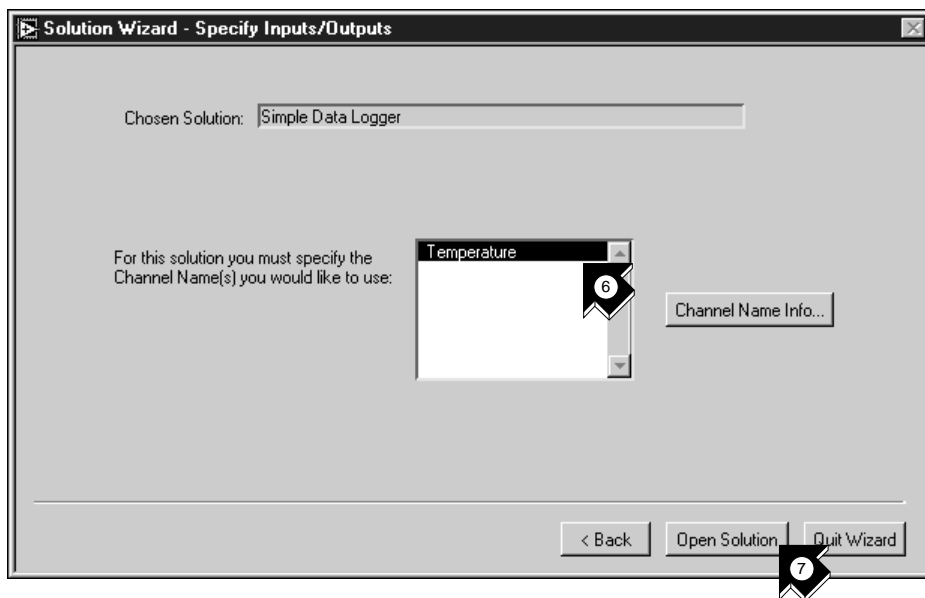 Solution Wizard - Specify Inputs/Outputs
Chosen Solution: Simple Data Logger
For this solution you must specify the
Channel Name(s) you would like to use:
Temperature
6
Channel Name Info...
< Back
Open Solution
Quit Wizard
7